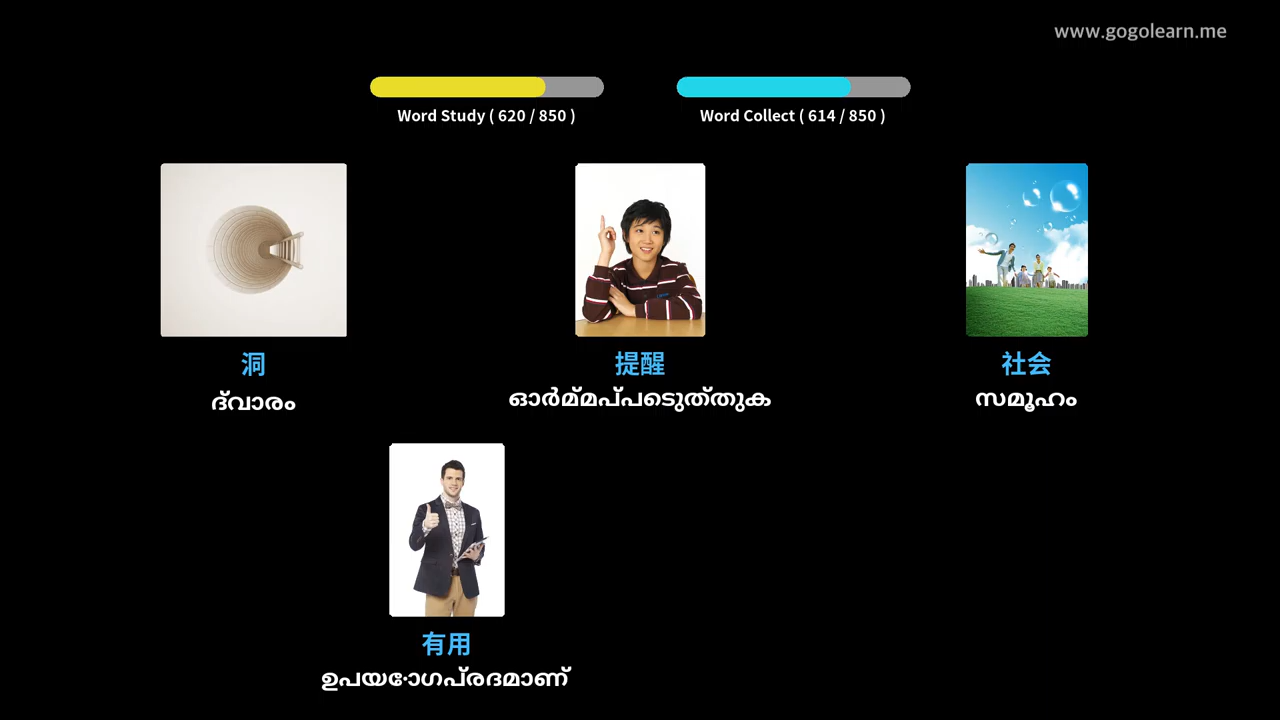 www.gogolearn.me
Word Study ( 620 / 850 )
Word Collect ( 614 / 850 )
洞
ദ്വാരം
提醒
ഓർമ്മപ്പെടുത്തുക
社会
സമൂഹം
有用
ഉപയോഗപ്രദമാണ്